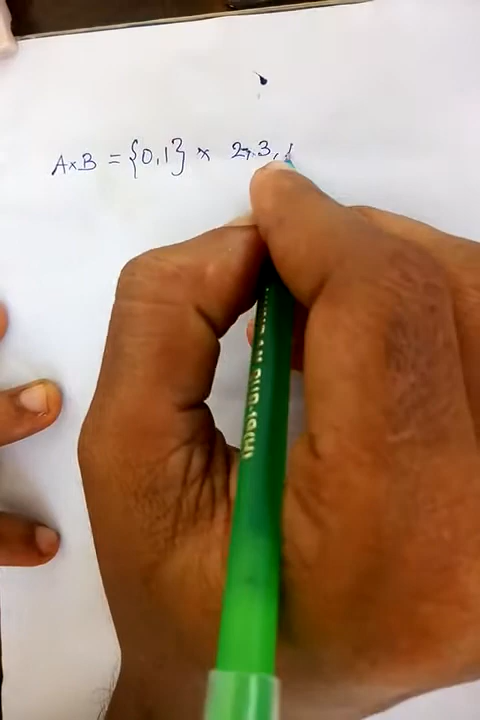 A×B = {0,1} × 2,3,